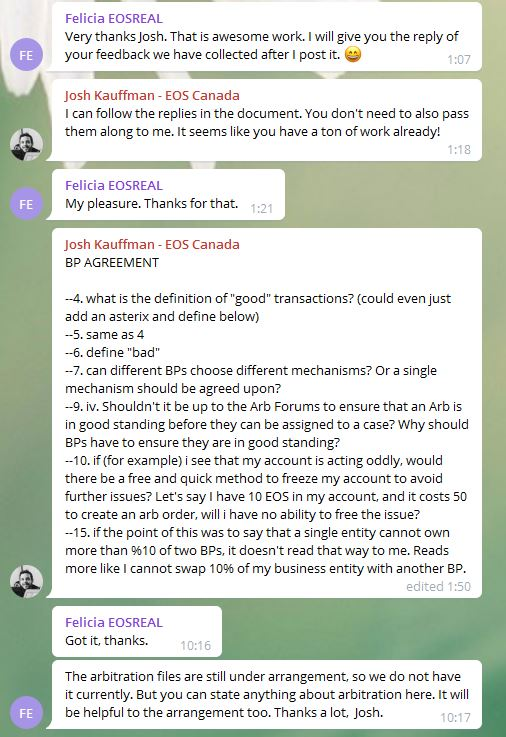 Felicia EOSREAL
Very thanks Josh. That is awesome work. I will give you the reply of
your feedback we have collected after I post it. 😄
1:07
FE
Josh Kauffman - EOS Canada
I can follow the replies in the document. You don't need to also pass
them along to me. It seems like you have a ton of work already!
1:18
Felicia EOSREAL
My pleasure. Thanks for that. 1:21
FE
Josh Kauffman - EOS Canada
BP AGREEMENT
--4. what is the definition of "good" transactions? (could even just
add an asterix and define below)
--5. same as 4
--6. define "bad"
--7. can different BPs choose different mechanisms? Or a single
mechanism should be agreed upon?
--9. iv. Shouldn't it be up to the Arb Forums to ensure that an Arb is
in good standing before they can be assigned to a case? Why should
BPs have to ensure they are in good standing?
--10. if (for example) i see that my account is acting oddly, would
there be a free and quick method to freeze my account to avoid
further issues? Let's say I have 10 EOS in my account, and it costs 50
to create an arb order, will i have no ability to free the issue?
--15. if the point of this was to say that a single entity cannot own
more than %10 of two BPs, it doesn't read that way to me. Reads
more like I cannot swap 10% of my business entity with another BP.
edited 1:50
Felicia EOSREAL
Got it, thanks. 10:16
The arbitration files are still under arrangement, so we do not have
it currently. But you can state anything about arbitration here. It will
be helpful to the arrangement too. Thanks a lot, Josh.
10:17
FE